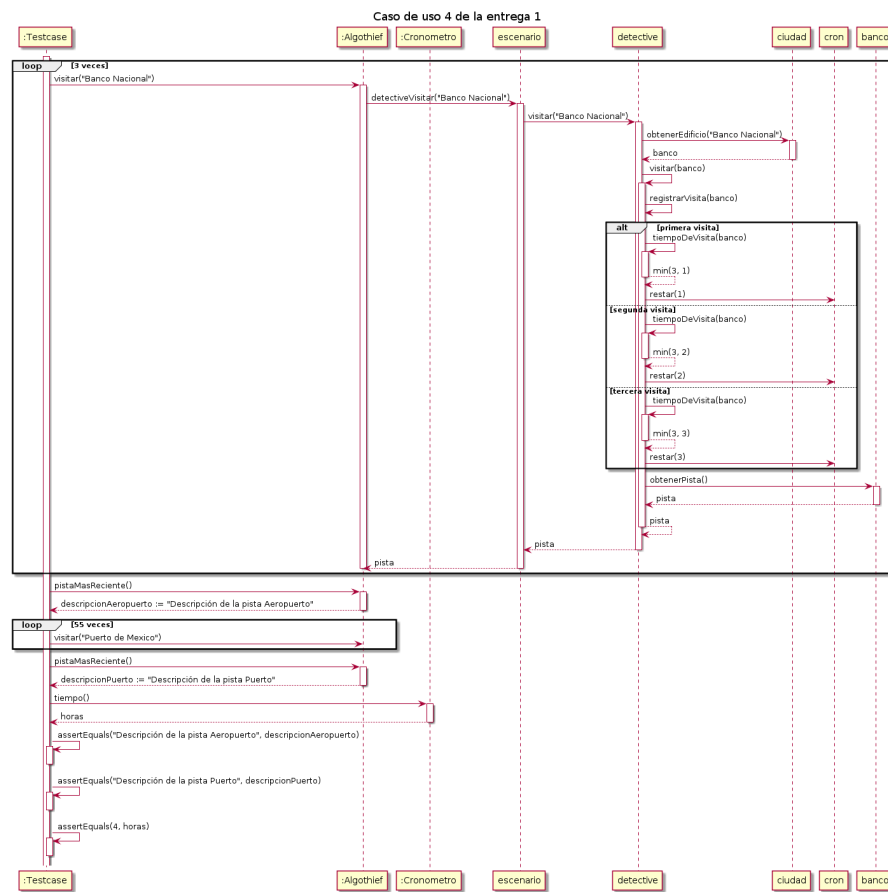 Caso de uso 4 de la entrega 1
:Testcase :Algothief :Cronometro escenario detective ciudad cron banco
loop [3 veces]
visitar("Banco Nacional")
detectiveVisitar("Banco Nacional")
visitar("Banco Nacional")
obtenerEdificio("Banco Nacional")
banco
visitar(banco)
registrarVisita(banco)
alt [primera visita]
tiempoDeVisita(banco)
min(3, 1)
restar(1)
[segunda visita]
tiempoDeVisita(banco)
min(3, 2)
restar(2)
[tercera visita]
tiempoDeVisita(banco)
min(3, 3)
restar(3)
obtenerPista()
pista
pista
pista
pista
pistaMasReciente()
descripcionAeropuerto := "Descripción de la pista Aeropuerto"
loop [55 veces]
visitar("Puerto de Mexico")
pistaMasReciente()
descripcionPuerto := "Descripción de la pista Puerto"
tiempo()
horas
assertEquals("Descripción de la pista Aeropuerto", descripcionAeropuerto)
assertEquals("Descripción de la pista Puerto", descripcionPuerto)
assertEquals(4, horas)
:Testcase :Algothief :Cronometro escenario detective ciudad cron banco